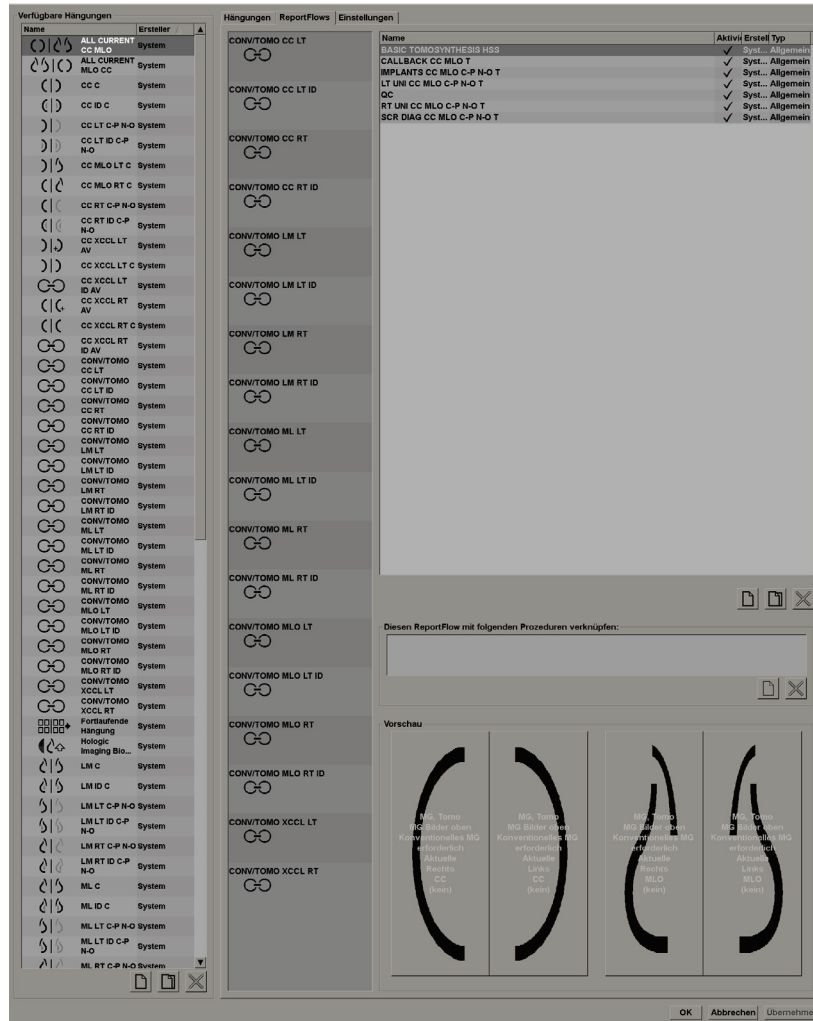 Verfügbare Hängungen
Name Ersteller /
ALL CURRENT CC MLO System
ALL CURRENT MLO CC System
CC C System
CC ID C System
CC LT C-P N-O System
CC LT ID C-P N-O System
CC MLO LT C System
CC MLO RT C System
CC RT C-P N-O System
CC RT ID C-P N-O System
CC XCCL LT AV System
CC XCCL LT C System
CC XCCL LT ID AV System
CC XCCL RT AV System
CC XCCL RT C System
CC XCCL RT ID AV System
CONV/TOMO CC LT System
CONV/TOMO CC LT ID System
CONV/TOMO CC RT System
CONV/TOMO CC RT ID System
CONV/TOMO LM LT System
CONV/TOMO LM LT ID System
CONV/TOMO LM RT System
CONV/TOMO LM RT ID System
CONV/TOMO ML LT System
CONV/TOMO ML LT ID System
CONV/TOMO ML RT System
CONV/TOMO ML RT ID System
CONV/TOMO MLO LT System
CONV/TOMO MLO LT ID System
CONV/TOMO MLO RT System
CONV/TOMO MLO RT ID System
CONV/TOMO XCCL LT System
CONV/TOMO XCCL RT System
Fortlaufende Hängung System
Hologic Imaging Bio... System
LM C System
LM ID C System
LM LT C-P N-O System
LM LT ID C-P N-O System
LM RT C-P N-O System
LM RT ID C-P N-O System
ML C System
ML ID C System
ML LT C-P N-O System
ML LT ID C-P N-O System
ML RT C-P N-O System
Hängungen ReportFlows Einstellungen
CONV/TOMO CC LT
CONV/TOMO CC LT ID
CONV/TOMO CC RT
CONV/TOMO CC RT ID
CONV/TOMO LM LT
CONV/TOMO LM LT ID
CONV/TOMO LM RT
CONV/TOMO LM RT ID
CONV/TOMO ML LT
CONV/TOMO ML LT ID
CONV/TOMO ML RT
CONV/TOMO ML RT ID
CONV/TOMO MLO LT
CONV/TOMO MLO LT ID
CONV/TOMO MLO RT
CONV/TOMO MLO RT ID
CONV/TOMO XCCL LT
CONV/TOMO XCCL RT
Name Aktivie Erstell Typ
BASIC TOMOSYNTHESIS HSS Syst... Allgemein
CALLBACK CC MLO T Syst... Allgemein
IMPLANTS CC MLO C-P N-O T Syst... Allgemein
LT UNI CC MLO C-P N-O T Syst... Allgemein
QC Syst... Allgemein
RT UNI CC MLO C-P N-O T Syst... Allgemein
SCR DIAG CC MLO C-P N-O T Syst... Allgemein
Diesen ReportFlow mit folgenden Prozeduren verknüpfen:
Vorschau
MG, Tomo
MG Bilder oben
Konventionelles MG
erforderlich
Aktuelle
Rechts
CC
(kein)
MG, Tomo
MG Bilder oben
Konventionelles MG
erforderlich
Aktuelle
Links
CC
(kein)
MG, Tomo
MG Bilder oben
Konventionelles MG
erforderlich
Aktuelle
Rechts
MLO
(kein)
MG, Tomo
MG Bilder oben
Konventionelles MG
erforderlich
Aktuelle
Links
MLO
(kein)
OK Abbrechen Übernehme